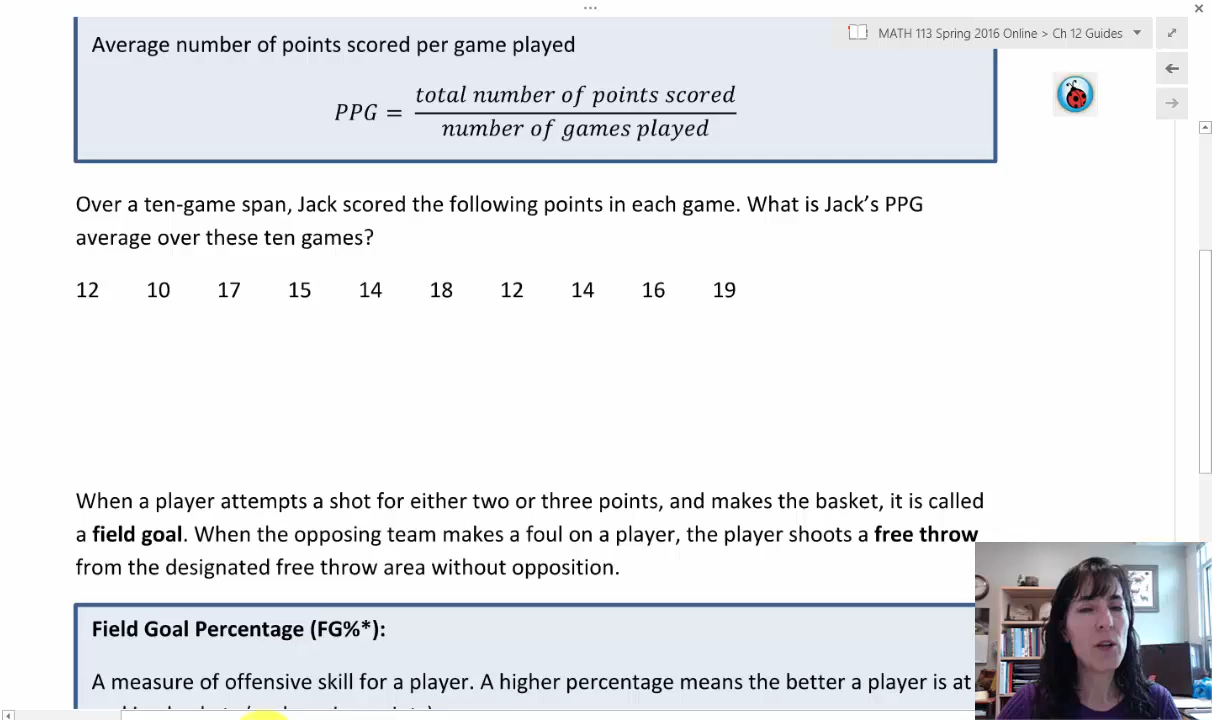 ...
MATH 113 Spring 2016 Online > Ch 12 Guides
Average number of points scored per game played
PPG = total number of points scored
number of games played
Over a ten-game span, Jack scored the following points in each game. What is Jack’s PPG
average over these ten games?
12 10 17 15 14 18 12 14 16 19
When a player attempts a shot for either two or three points, and makes the basket, it is called
a field goal. When the opposing team makes a foul on a player, the player shoots a free throw
from the designated free throw area without opposition.
Field Goal Percentage (FG%*):
A measure of offensive skill for a player. A higher percentage means the better a player is at